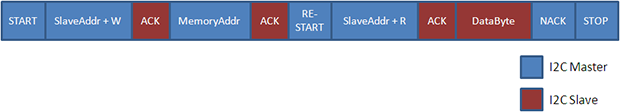 START SlaveAddr + W ACK MemoryAddr ACK RE-START SlaveAddr + R ACK DataByte NACK STOP
I2C Master
I2C Slave